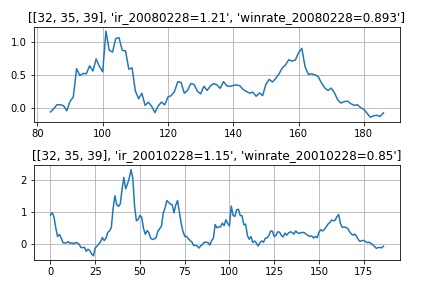 [[32, 35, 39], 'ir_20080228=1.21', 'winrate_20080228=0.893']
1.0
0.5
0.0
80 100 120 140 160 180
[[32, 35, 39], 'ir_20010228=1.15', 'winrate_20010228=0.85']
2
1
0
0 25 50 75 100 125 150 175